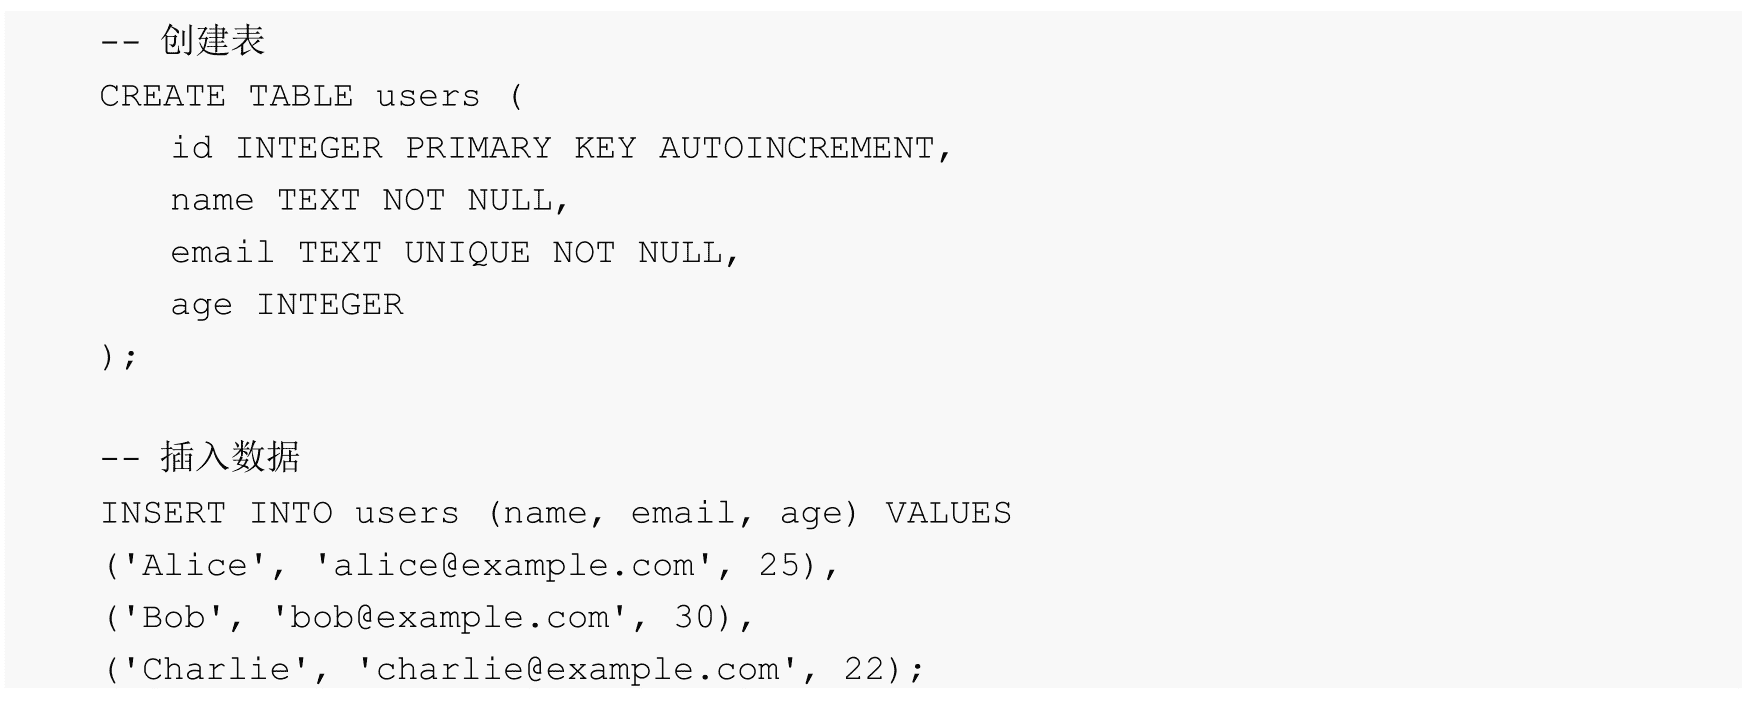 -- 创建表
CREATE TABLE users (
    id INTEGER PRIMARY KEY AUTOINCREMENT,
    name TEXT NOT NULL,
    email TEXT UNIQUE NOT NULL,
    age INTEGER
);

-- 插入数据
INSERT INTO users (name, email, age) VALUES
('Alice', 'alice@example.com', 25),
('Bob', 'bob@example.com', 30),
('Charlie', 'charlie@example.com', 22);